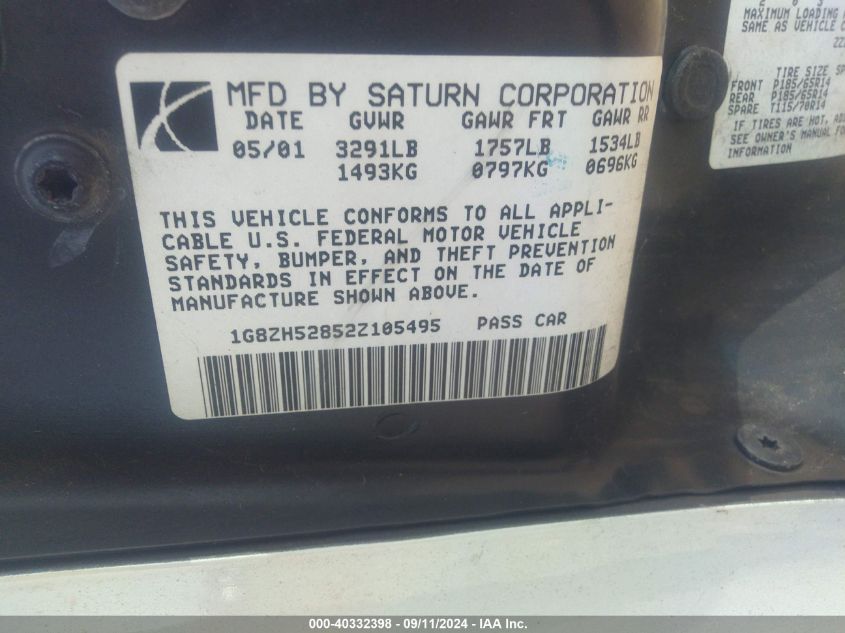 MFD BY SATURN CORPORATION
DATE GVWR GAWR FRT GAWR RR
05/01 3291LB 1757LB 1534LB
1493KG 0797KG 0696KG
THIS VEHICLE CONFORMS TO ALL APPLI-
CABLE U.S. FEDERAL MOTOR VEHICLE
SAFETY, BUMPER, AND THEFT PREVENTION
STANDARDS IN EFFECT ON THE DATE OF
MANUFACTURE SHOWN ABOVE.
1G8ZH52852Z105495 PASS CAR
MAXIMUM LOADING
SAME AS VEHICLE C
TIRE SIZE SP
FRONT P185/65R14
REAR P185/65R14
SPARE T115/70R14
IF TIRES ARE HOT, AD
SEE OWNER'S MANUAL FO
INFORMATION
000-40332398 - 09/11/2024 - IAA Inc.